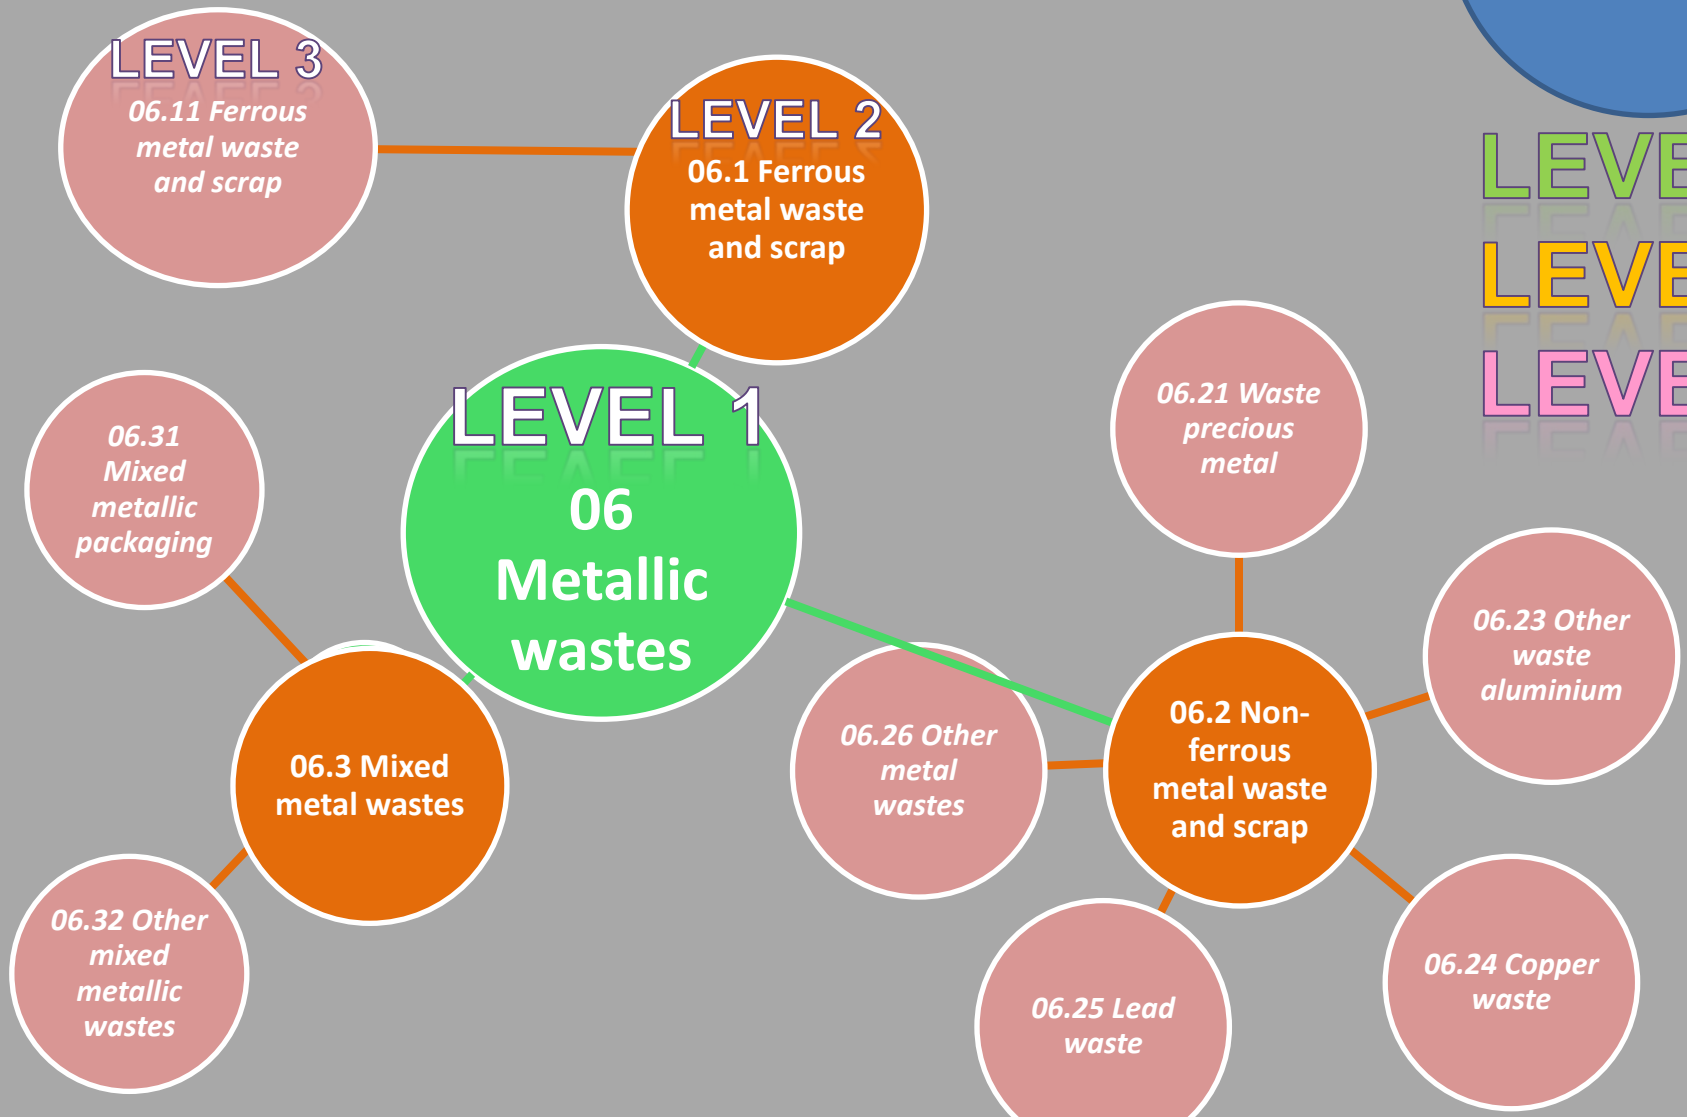 LEVEL 3
06.11 Ferrous
metal waste
and scrap
LEVEL 2
06.1 Ferrous
metal waste
and scrap
LEVE
LEVE
LEVE
LEVEL 1
06
Metallic
wastes
06.31
Mixed
metallic
packaging
06.3 Mixed
metal wastes
06.32 Other
mixed
metallic
wastes
06.21 Waste
precious
metal
06.23 Other
waste
aluminium
06.2 Non-
ferrous
metal waste
and scrap
06.26 Other
metal
wastes
06.24 Copper
waste
06.25 Lead
waste